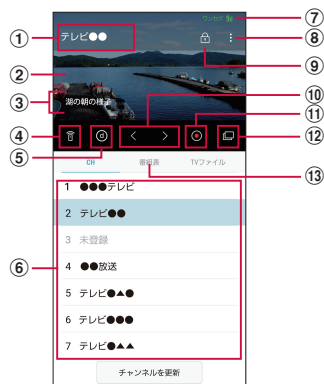 ワンセグ
⑦
① テレビ●●
⑧
⑨
②
③ 湖の朝の様子
⑩
④
⑤
⑪
⑫
CH 番組表 TVファイル
⑬
1 ●●●テレビ
2 テレビ●●
3 未登録
⑥ 4 ●●放送
5 テレビ●▲●
6 テレビ●●●
7 テレビ●▲▲
チャンネルを更新